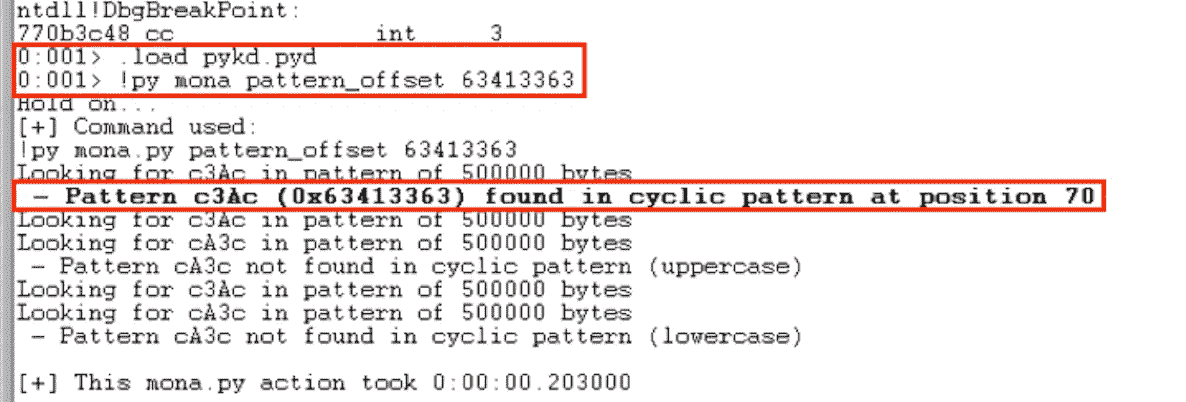 ntdll!DbgBreakPoint:
770b3c48 cc int 3
0:001> .load pykd.pyd
0:001> !py mona pattern_offset 63413363
Hold on...
[+] Command used:
!py mona.py pattern_offset 63413363
Looking for c3Ac in pattern of 500000 bytes
- Pattern c3Ac (0x63413363) found in cyclic pattern at position 70
Looking for c3Ac in pattern of 500000 bytes
Looking for cA3c in pattern of 500000 bytes
- Pattern cA3c not found in cyclic pattern (uppercase)
Looking for c3Ac in pattern of 500000 bytes
Looking for cA3c in pattern of 500000 bytes
- Pattern cA3c not found in cyclic pattern (lowercase)
[+] This mona.py action took 0:00:00.203000